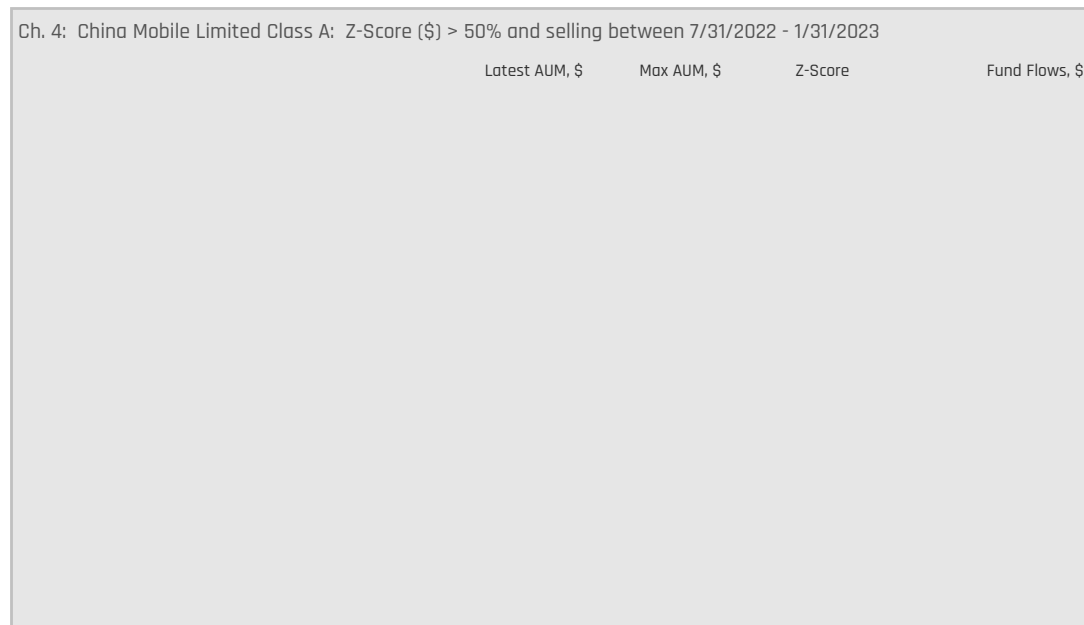 Ch. 4: China Mobile Limited Class A: Z-Score ($) > 50% and selling between 7/31/2022 - 1/31/2023
Latest AUM, $ Max AUM, $ Z-Score Fund Flows, $